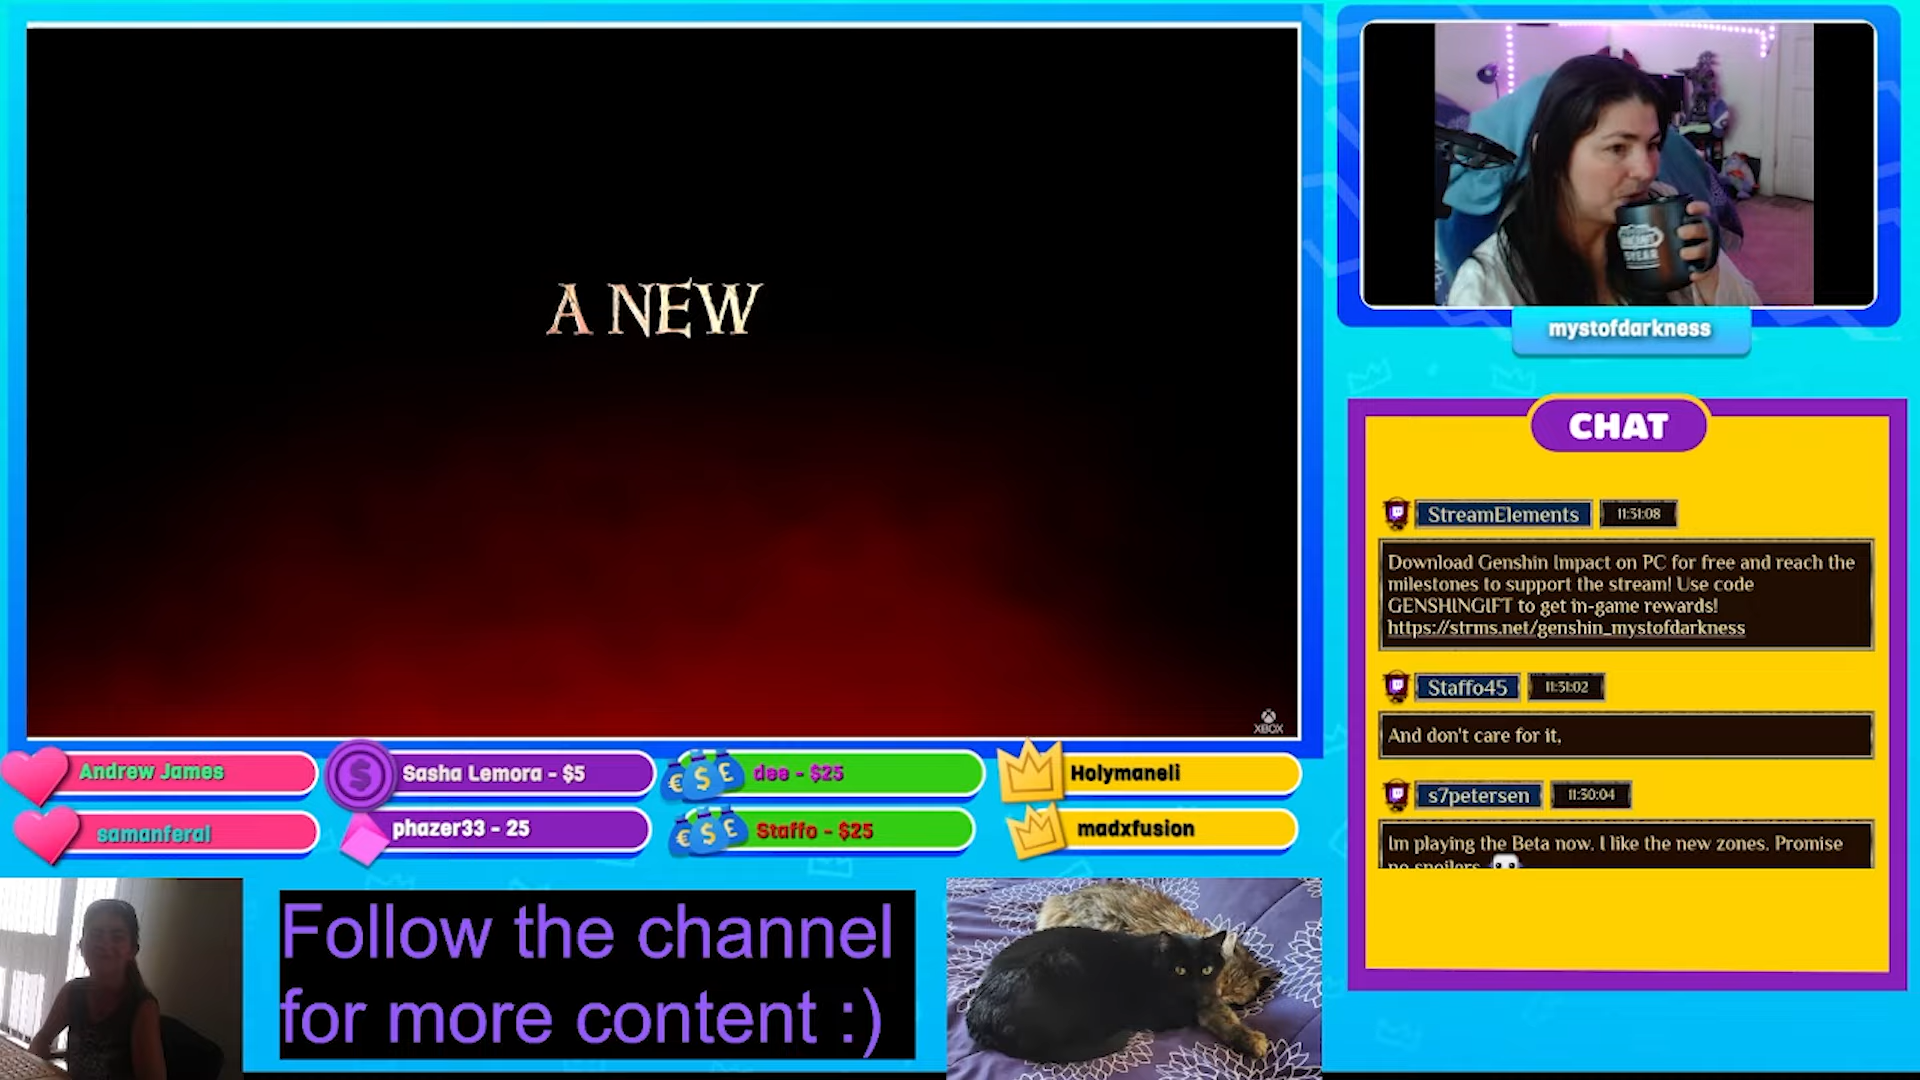 A NEW
XBOX
mystofdarkness
CHAT
StreamElements 11:31:08
Download Genshin Impact on PC for free and reach the
milestones to support the stream! Use code
GENSHINGIFT to get in-game rewards!
https://strms.net/genshin_mystofdarkness
Staffo45 11:31:02
And don't care for it,
s7petersen 11:30:04
Im playing the Beta now. I like the new zones. Promise
no spoilers
Andrew James
Sasha Lemora - $5
dee - $25
Holymaneli
samanferal
phazer33 - 25
Staffo - $25
madxfusion
Follow the channel
for more content :)